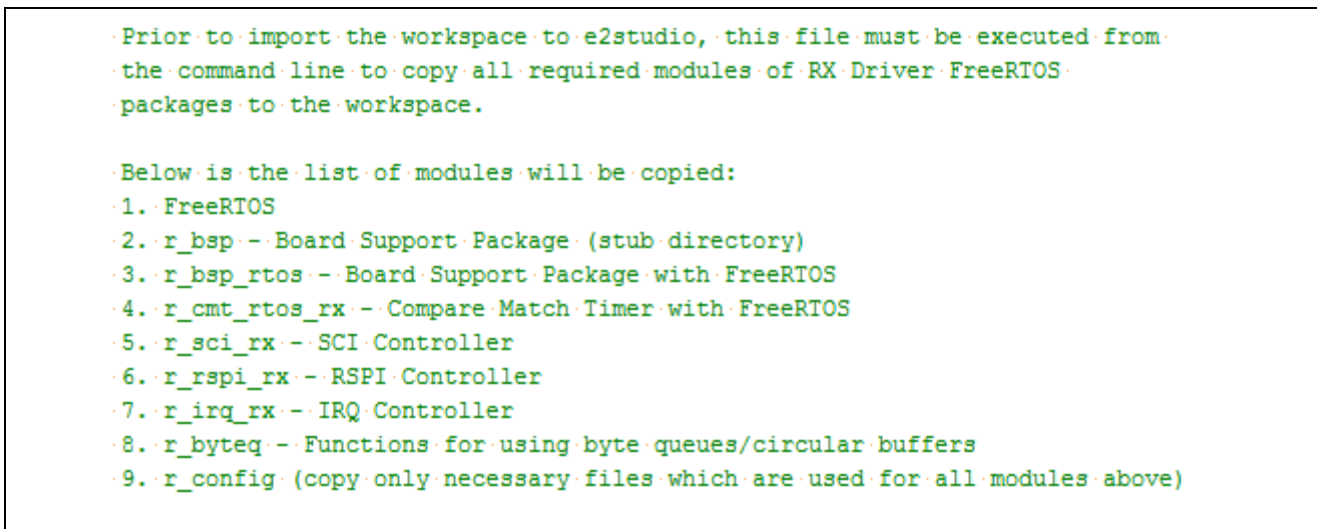 Prior to import the workspace to e2studio, this file must be executed from
the command line to copy all required modules of RX Driver FreeRTOS
packages to the workspace.
Below is the list of modules will be copied:
1. FreeRTOS
2. r_bsp - Board Support Package (stub directory)
3. r_bsp_rtos - Board Support Package with FreeRTOS
4. r_cmt_rtos_rx - Compare Match Timer with FreeRTOS
5. r_sci_rx - SCI Controller
6. r_rspi_rx - RSPI Controller
7. r_irq_rx - IRQ Controller
8. r_byteq - Functions for using byte queues/circular buffers
9. r_config (copy only necessary files which are used for all modules above)